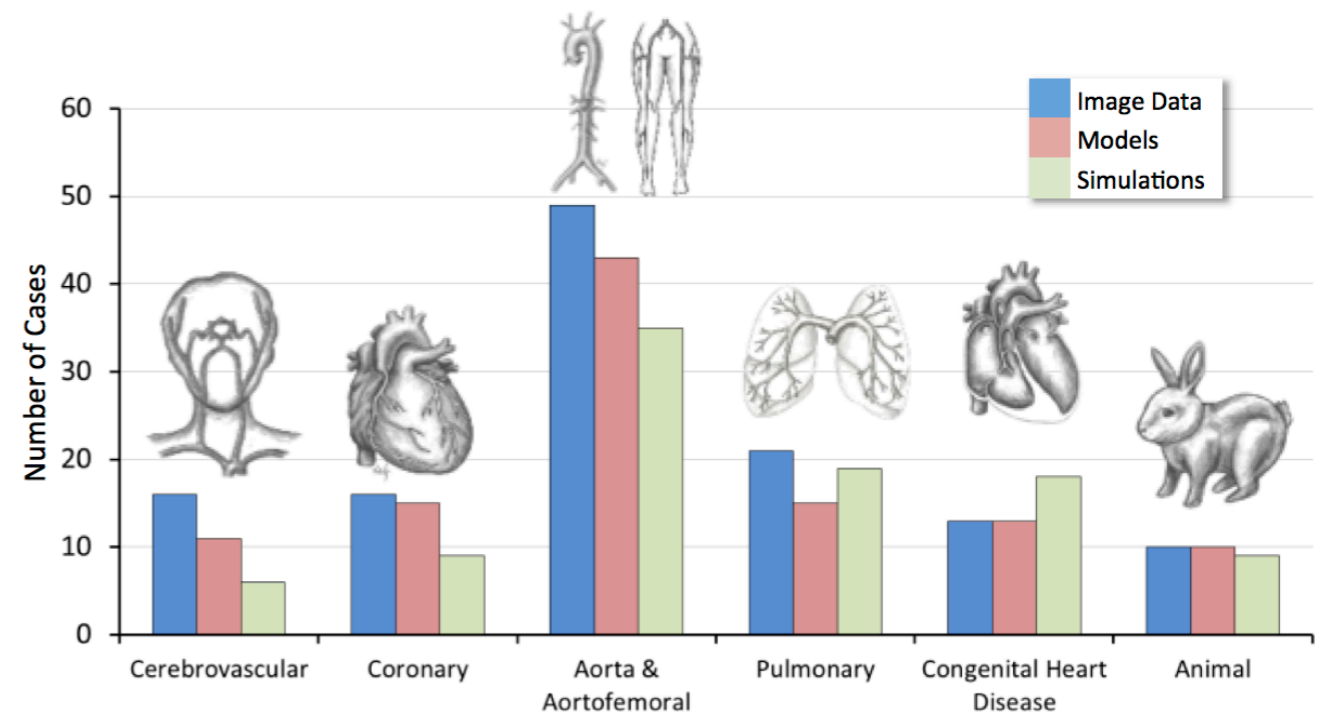 Image Data
Models
Simulations
Number of Cases
60
50
40
30
20
10
0
Cerebrovascular
Coronary
Aorta &
Aortofemoral
Pulmonary
Congenital Heart
Disease
Animal